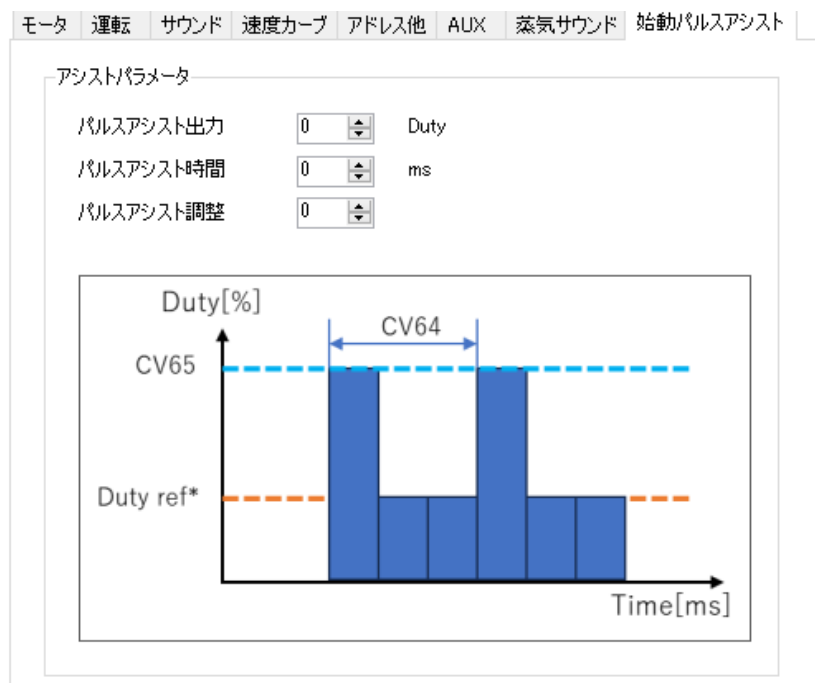 モータ 運転 サウンド 速度カーブ アドレス他 AUX 蒸気サウンド 始動パルスアシスト
アシストパラメータ
パルスアシスト出力 0 Duty
パルスアシスト時間 0 ms
パルスアシスト調整 0
Duty[%]
CV64
CV65
Duty ref*
Time[ms]